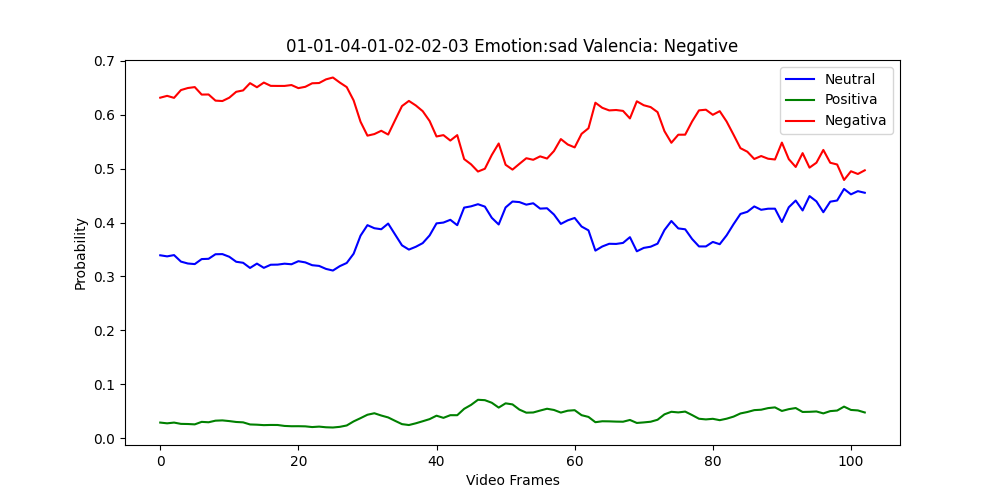 01-01-04-01-02-02-03 Emotion:sad Valencia: Negative
Neutral
Positiva
Negativa
Probability
0.7
0.6
0.5
0.4
0.3
0.2
0.1
0.0
0 20 40 60 80 100
Video Frames